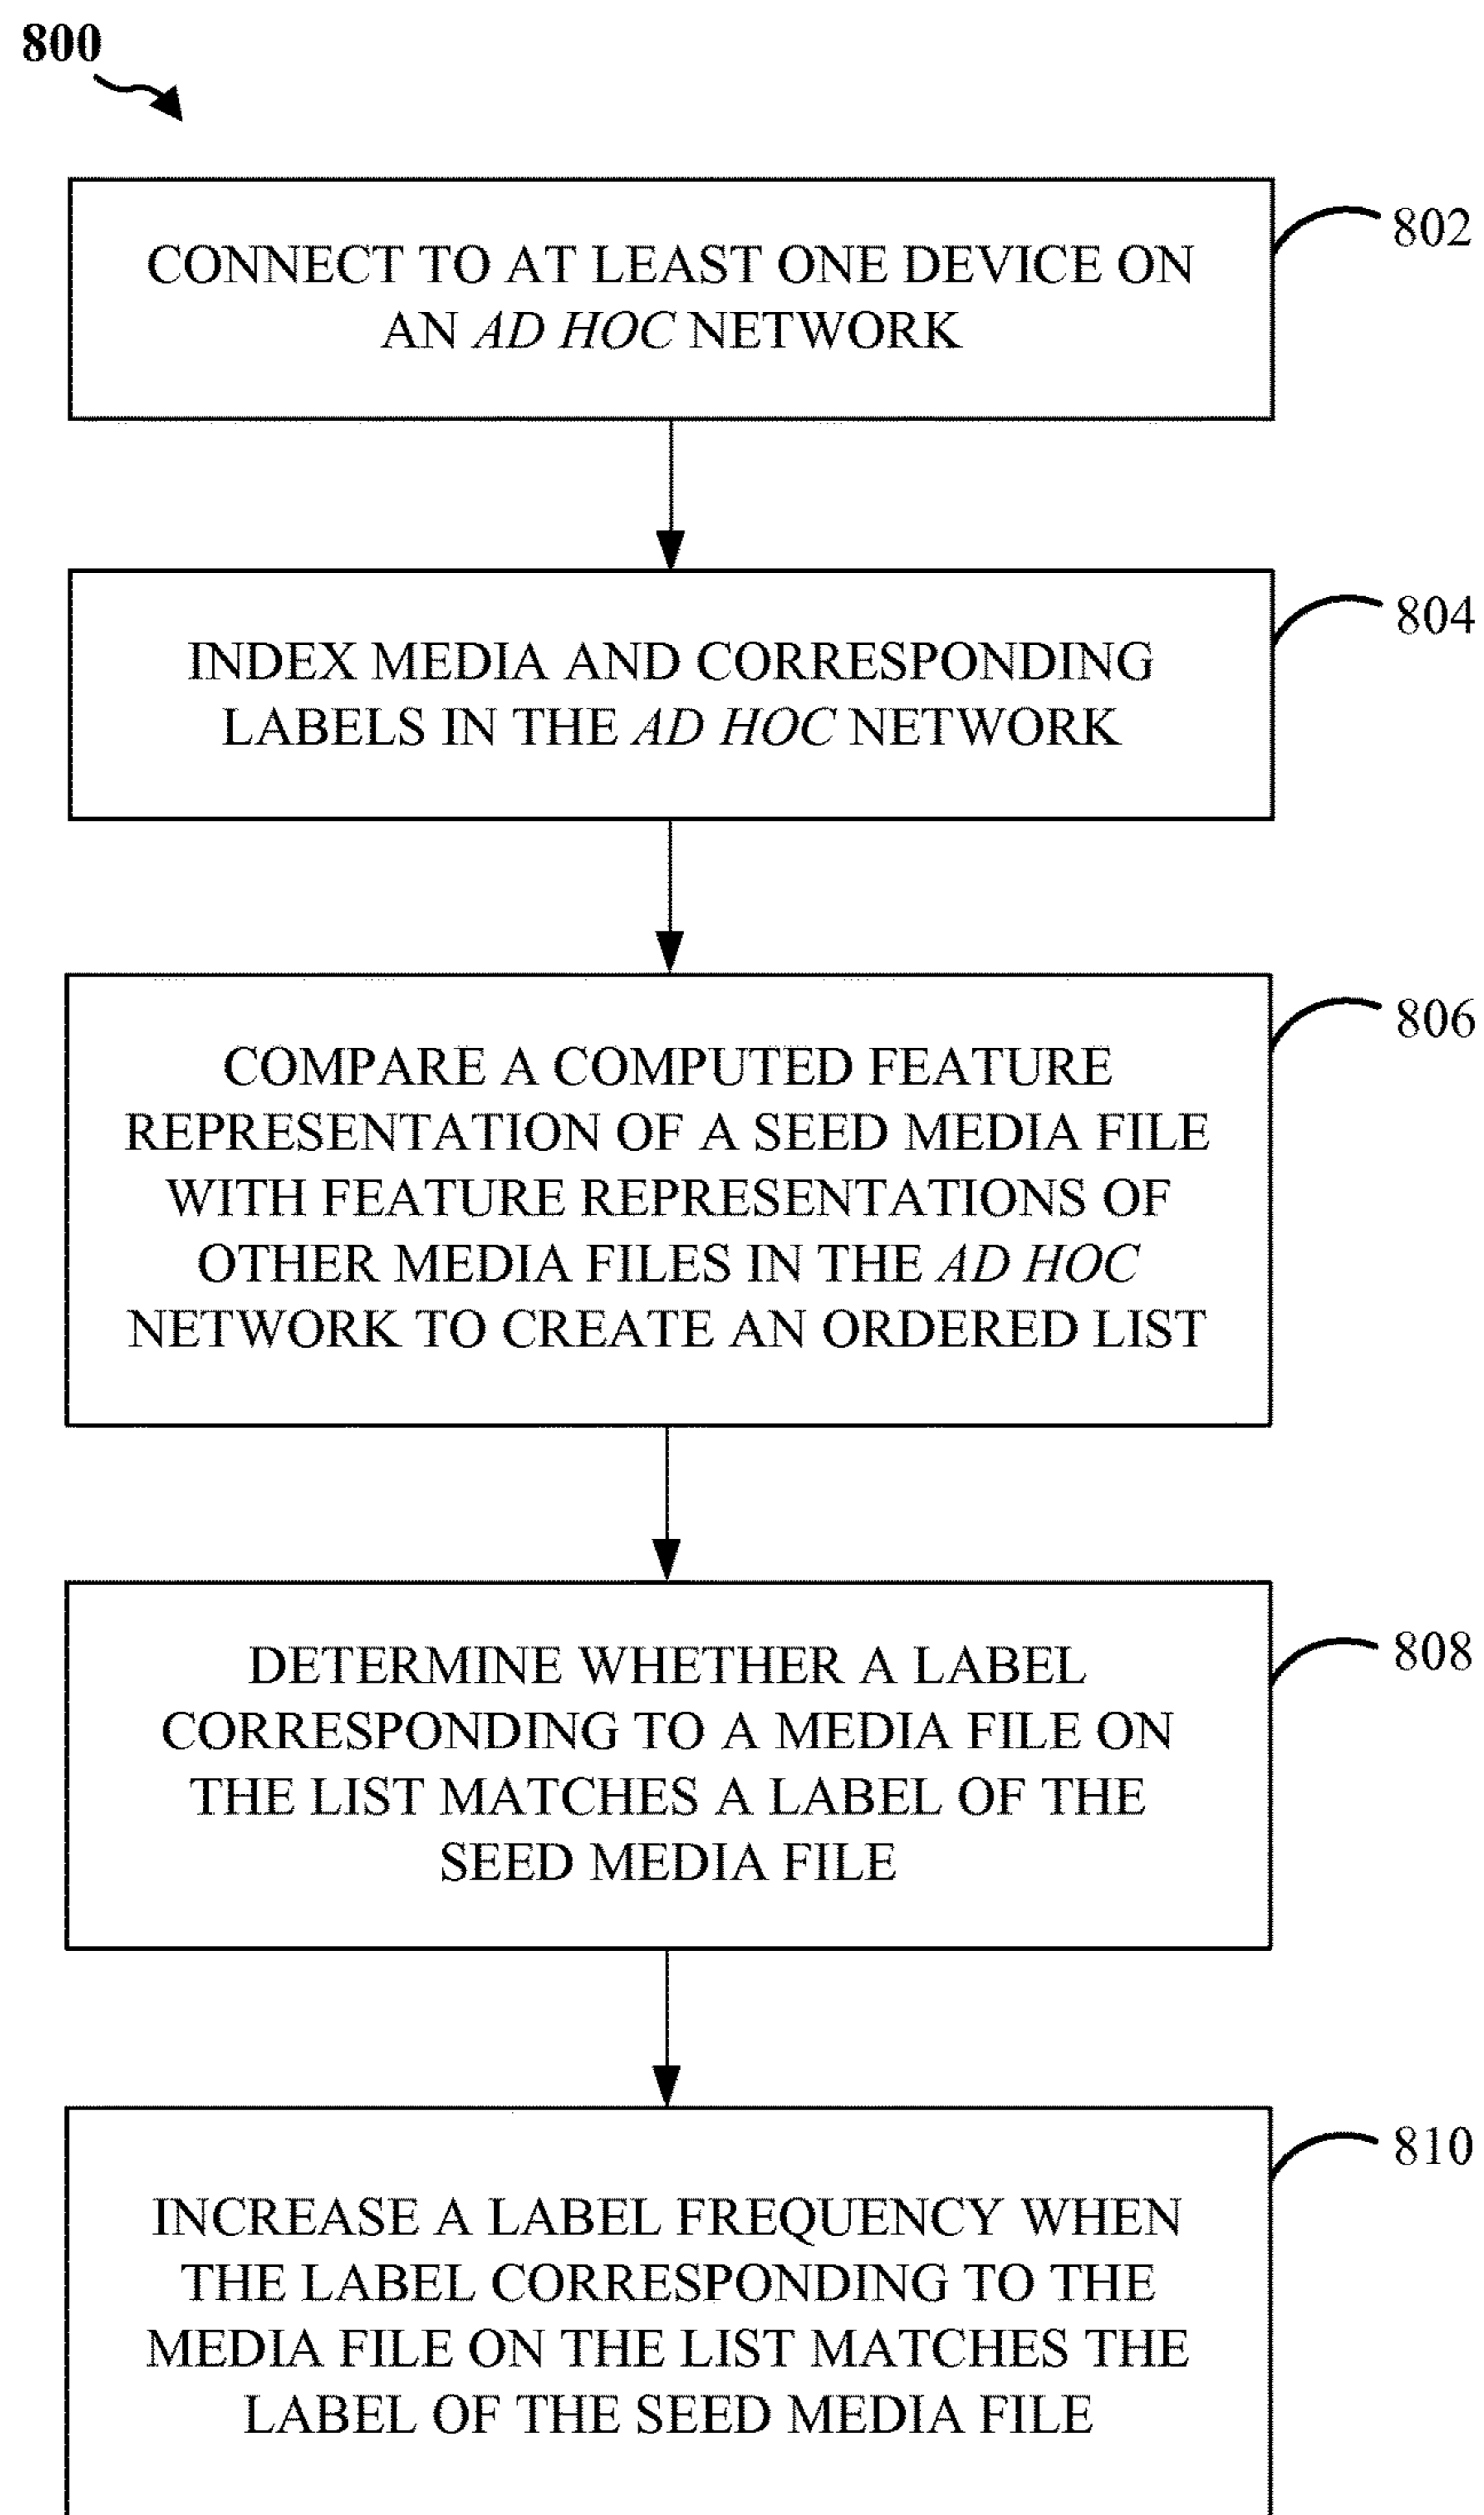 800
CONNECT TO AT LEAST ONE DEVICE ON
AN AD HOC NETWORK
802
INDEX MEDIA AND CORRESPONDING
LABELS IN THE AD HOC NETWORK
804
COMPARE A COMPUTED FEATURE
REPRESENTATION OF A SEED MEDIA FILE
WITH FEATURE REPRESENTATIONS OF
OTHER MEDIA FILES IN THE AD HOC
NETWORK TO CREATE AN ORDERED LIST
806
DETERMINE WHETHER A LABEL
CORRESPONDING TO A MEDIA FILE ON
THE LIST MATCHES A LABEL OF THE
SEED MEDIA FILE
808
INCREASE A LABEL FREQUENCY WHEN
THE LABEL CORRESPONDING TO THE
MEDIA FILE ON THE LIST MATCHES THE
LABEL OF THE SEED MEDIA FILE
810